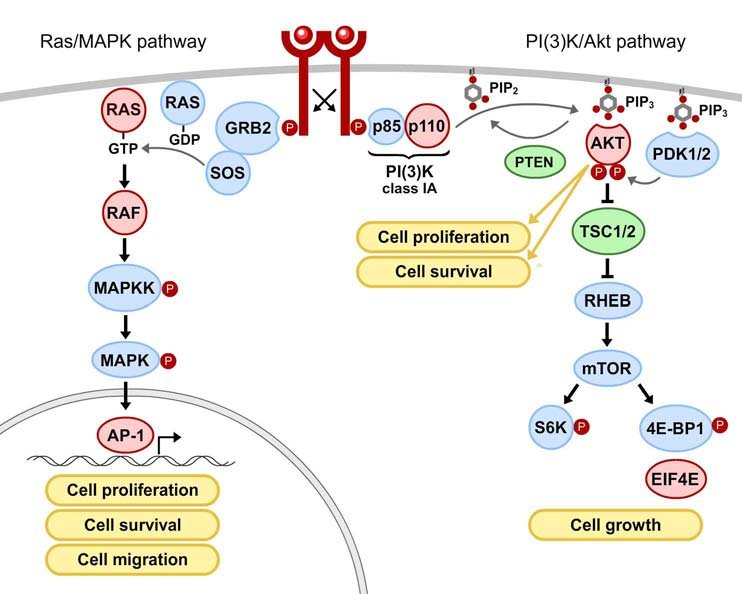 Ras/MAPK pathway
PI(3)K/Akt pathway
RAS
RAS
GTP
GDP
GRB2
SOS
P
P
p85
p110
PI(3)K
class IA
PIP2
PIP3
PIP3
PTEN
AKT
P
P
PDK1/2
RAF
MAPKK
P
MAPK
P
AP-1
Cell proliferation
Cell survival
Cell migration
Cell proliferation
Cell survival
TSC1/2
RHEB
mTOR
S6K
P
4E-BP1
P
EIF4E
Cell growth